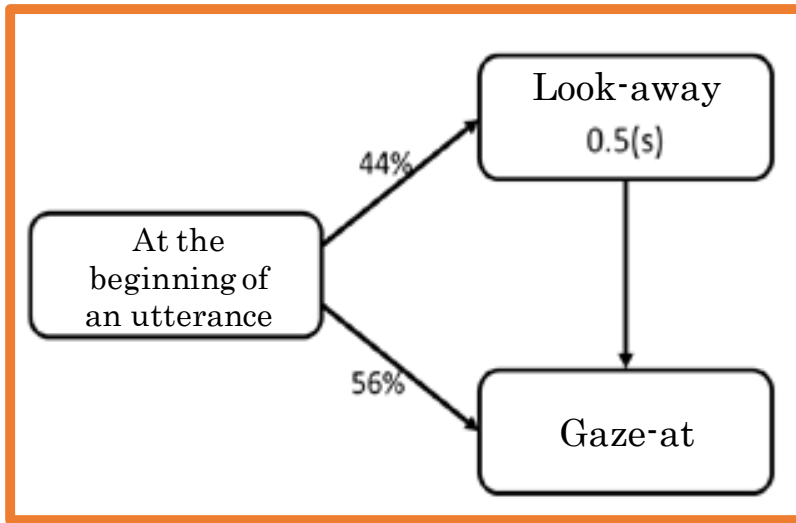 Look-away
0.5(s)
44%
At the
beginning of
an utterance
56%
Gaze-at